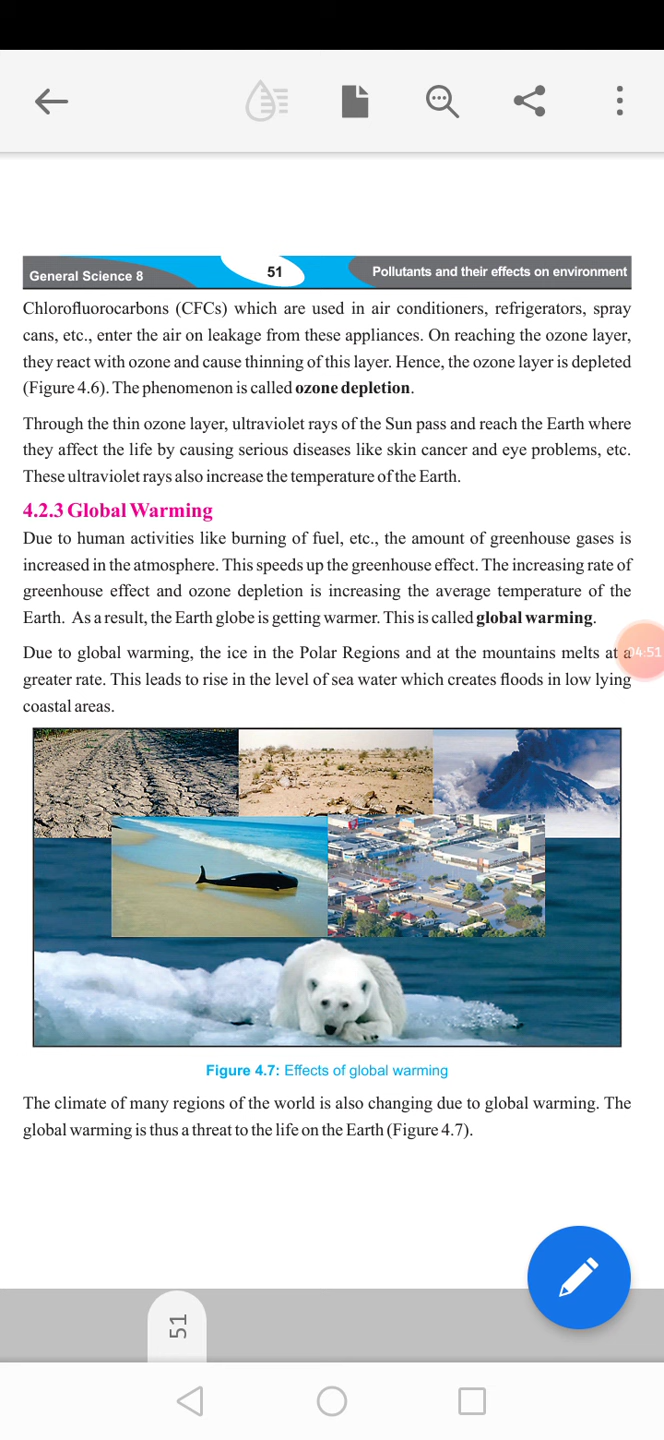 General Science 8
51
Pollutants and their effects on environment
Chlorofluorocarbons (CFCs) which are used in air conditioners, refrigerators, spray
cans, etc., enter the air on leakage from these appliances. On reaching the ozone layer,
they react with ozone and cause thinning of this layer. Hence, the ozone layer is depleted
(Figure 4.6). The phenomenon is called ozone depletion.
Through the thin ozone layer, ultraviolet rays of the Sun pass and reach the Earth where
they affect the life by causing serious diseases like skin cancer and eye problems, etc.
These ultraviolet rays also increase the temperature of the Earth.
4.2.3 Global Warming
Due to human activities like burning of fuel, etc., the amount of greenhouse gases is
increased in the atmosphere. This speeds up the greenhouse effect. The increasing rate of
greenhouse effect and ozone depletion is increasing the average temperature of the
Earth. As a result, the Earth globe is getting warmer. This is called global warming.
Due to global warming, the ice in the Polar Regions and at the mountains melts at a
04:51
greater rate. This leads to rise in the level of sea water which creates floods in low lying
coastal areas.
Figure 4.7: Effects of global warming
The climate of many regions of the world is also changing due to global warming. The
global warming is thus a threat to the life on the Earth (Figure 4.7).
51